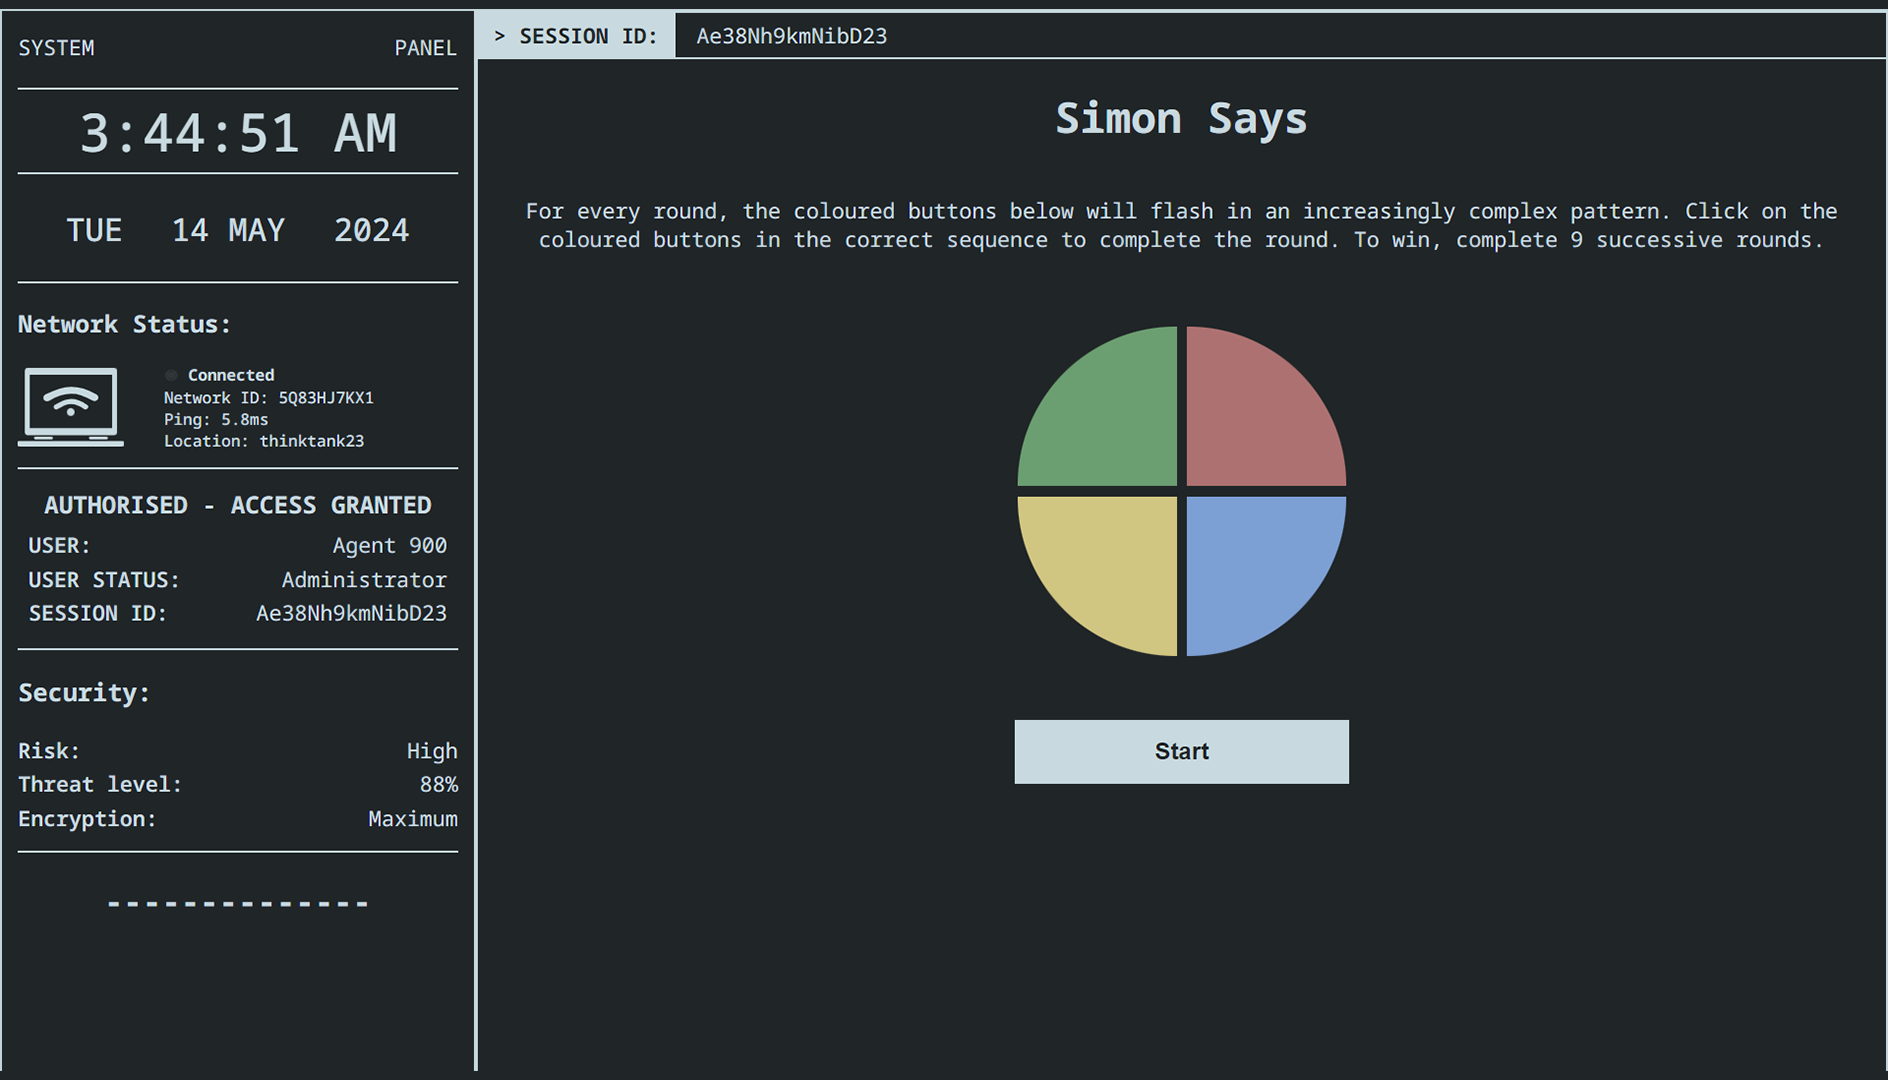 SYSTEM PANEL
3:44:51 AM
TUE 14 MAY 2024
Network Status:
Connected
Network ID: 5Q83HJ7KX1
Ping: 5.8ms
Location: thinktank23
AUTHORISED - ACCESS GRANTED
USER: Agent 900
USER STATUS: Administrator
SESSION ID: Ae38Nh9kmNibD23
Security:
Risk: High
Threat level: 88%
Encryption: Maximum
--------------
> SESSION ID: Ae38Nh9kmNibD23
Simon Says
For every round, the coloured buttons below will flash in an increasingly complex pattern. Click on the
coloured buttons in the correct sequence to complete the round. To win, complete 9 successive rounds.
Start